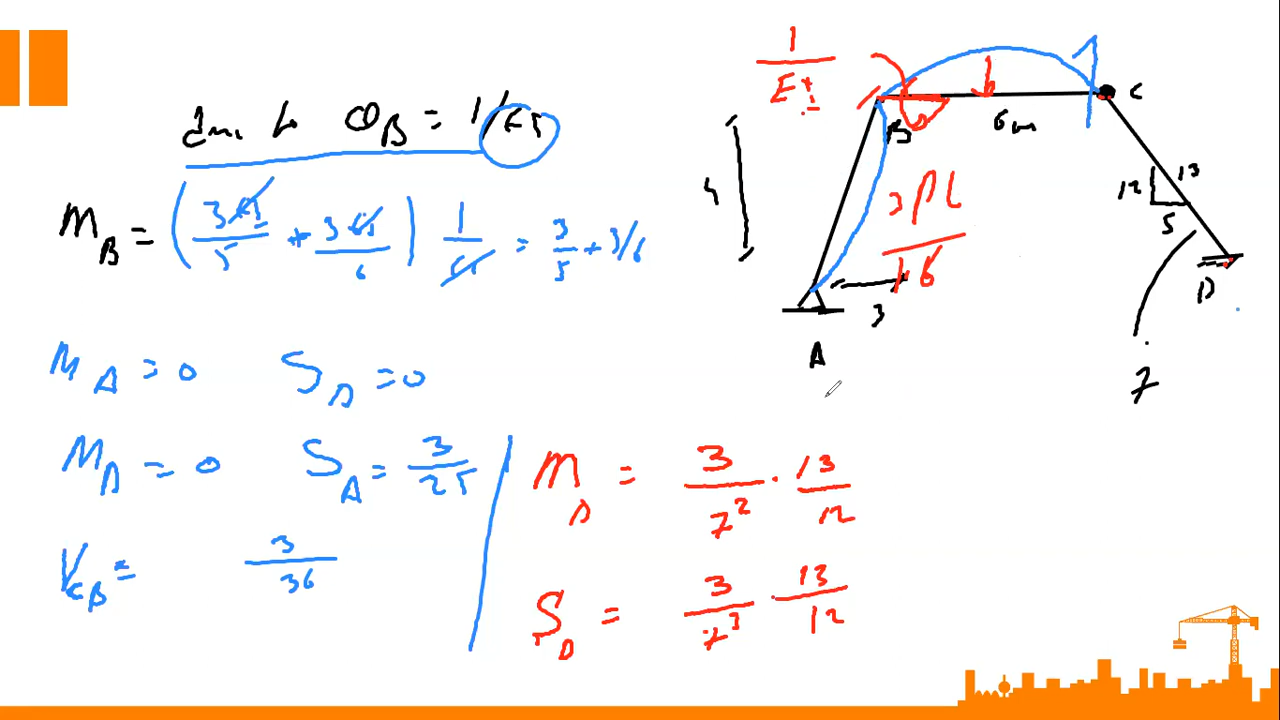 θB = 1/EI
MB = (3EI/5 + 3EI/6) 1/EI = 3/5 + 3/6
MA = 0 SD = 0
MD = 0 SA = 3/25
VCB = 3/36
MD = 3/7² · 13/12
SD = 3/7³ · 13/12
1/EI
C
B
6m
4
12
13
5
3PL/16
D
3
A
7